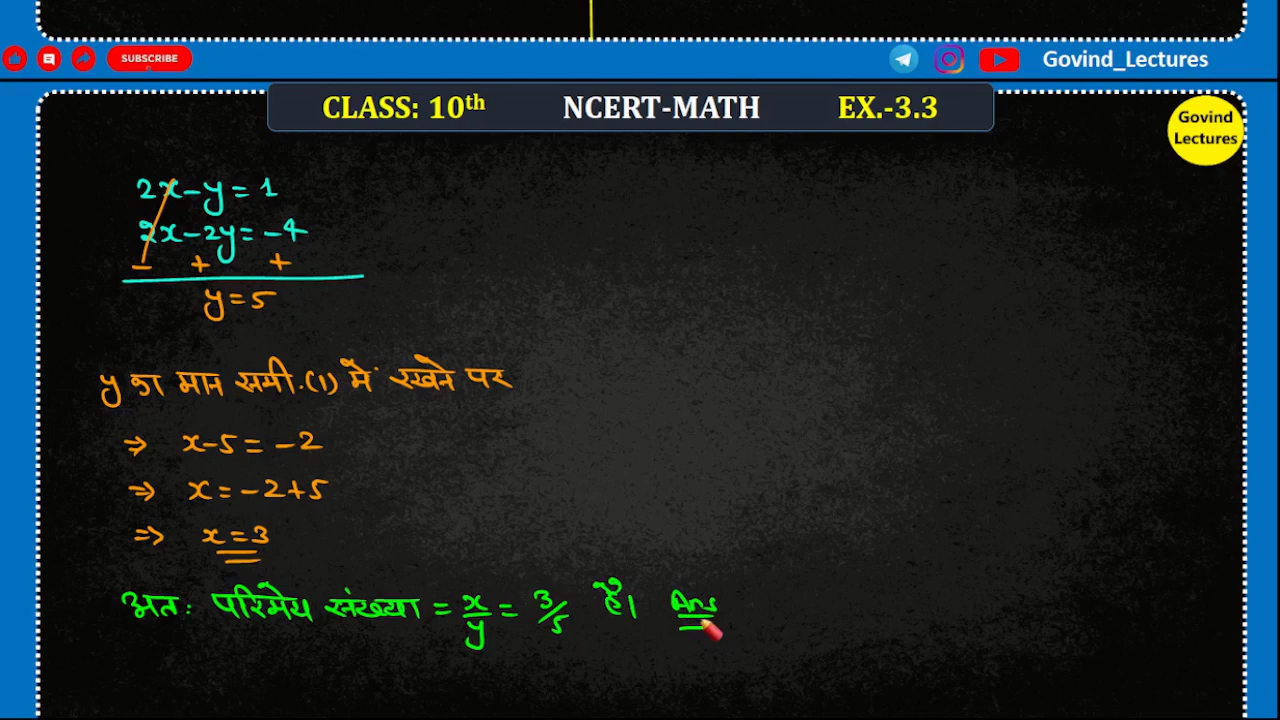 SUBSCRIBE
Govind_Lectures
CLASS: 10th NCERT-MATH EX.-3.3
Govind
Lectures
2x-y=1
2x-2y=-4
- + +
y=5
y का मान समी.(1) में रखने पर
⇒ x-5=-2
⇒ x=-2+5
⇒ x=3
अत: परिमेय संख्या = x/y = 3/5 है। Ans